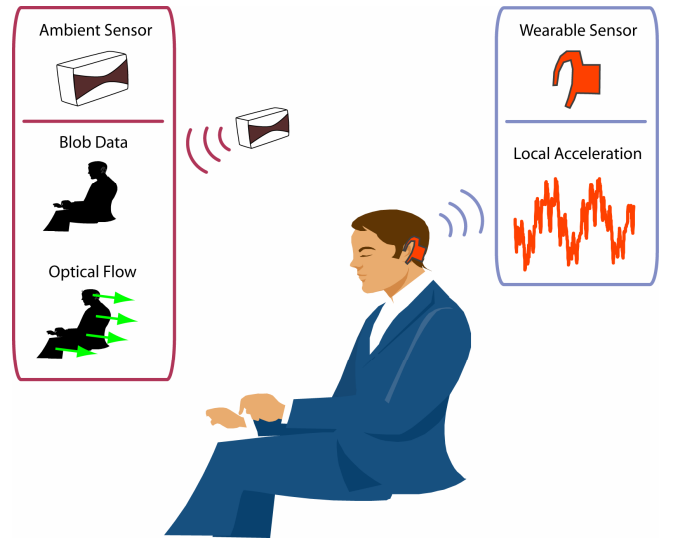 Ambient Sensor
Blob Data
Optical Flow
Wearable Sensor
Local Acceleration